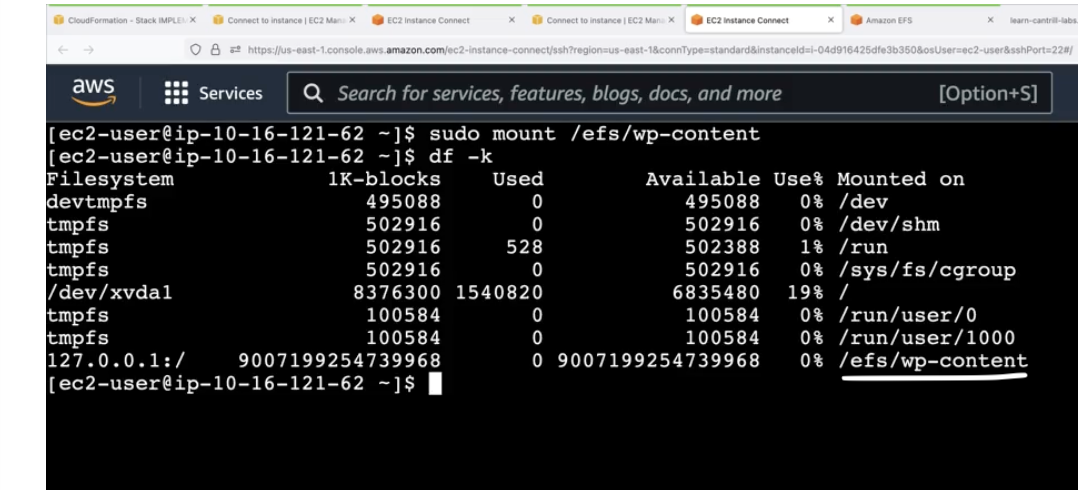 CloudFormation - Stack IMPLEM
Connect to instance | EC2 Mana
EC2 Instance Connect
Connect to instance | EC2 Mana
EC2 Instance Connect
Amazon EFS
learn-cantrill-labs.
https://us-east-1.console.aws.amazon.com/ec2-instance-connect/ssh?region=us-east-1&connType=standard&instanceId=i-04d916425dfe3b350&osUser=ec2-user&sshPort=22#/
aws Services Search for services, features, blogs, docs, and more [Option+S]
[ec2-user@ip-10-16-121-62 ~]$ sudo mount /efs/wp-content
[ec2-user@ip-10-16-121-62 ~]$ df -k
Filesystem 1K-blocks Used Available Use% Mounted on
devtmpfs 495088 0 495088 0% /dev
tmpfs 502916 0 502916 0% /dev/shm
tmpfs 502916 528 502388 1% /run
tmpfs 502916 0 502916 0% /sys/fs/cgroup
/dev/xvda1 8376300 1540820 6835480 19% /
tmpfs 100584 0 100584 0% /run/user/0
tmpfs 100584 0 100584 0% /run/user/1000
127.0.0.1:/ 9007199254739968 0 9007199254739968 0% /efs/wp-content
[ec2-user@ip-10-16-121-62 ~]$